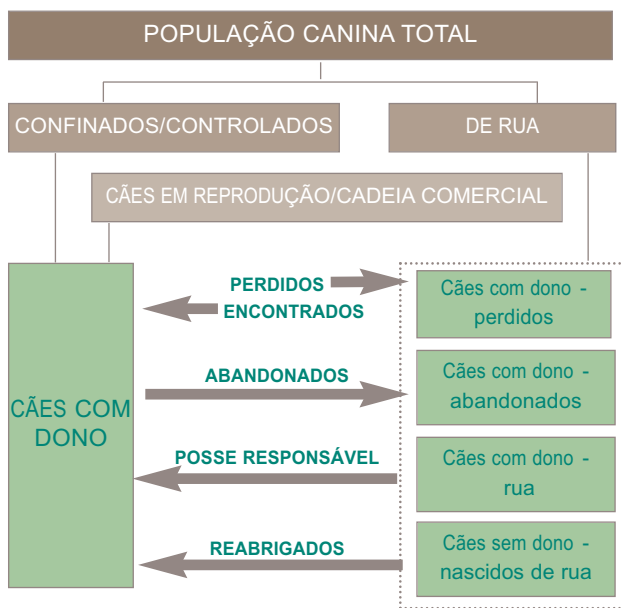 POPULAÇÃO CANINA TOTAL
CONFINADOS/CONTROLADOS
DE RUA
CÃES EM REPRODUÇÃO/CADEIA COMERCIAL
CÃES COM
DONO
PERDIDOS
ENCONTRADOS
ABANDONADOS
POSSE RESPONSÁVEL
REABRIGADOS
Cães com dono -
perdidos
Cães com dono -
abandonados
Cães com dono -
rua
Cães sem dono -
nascidos de rua